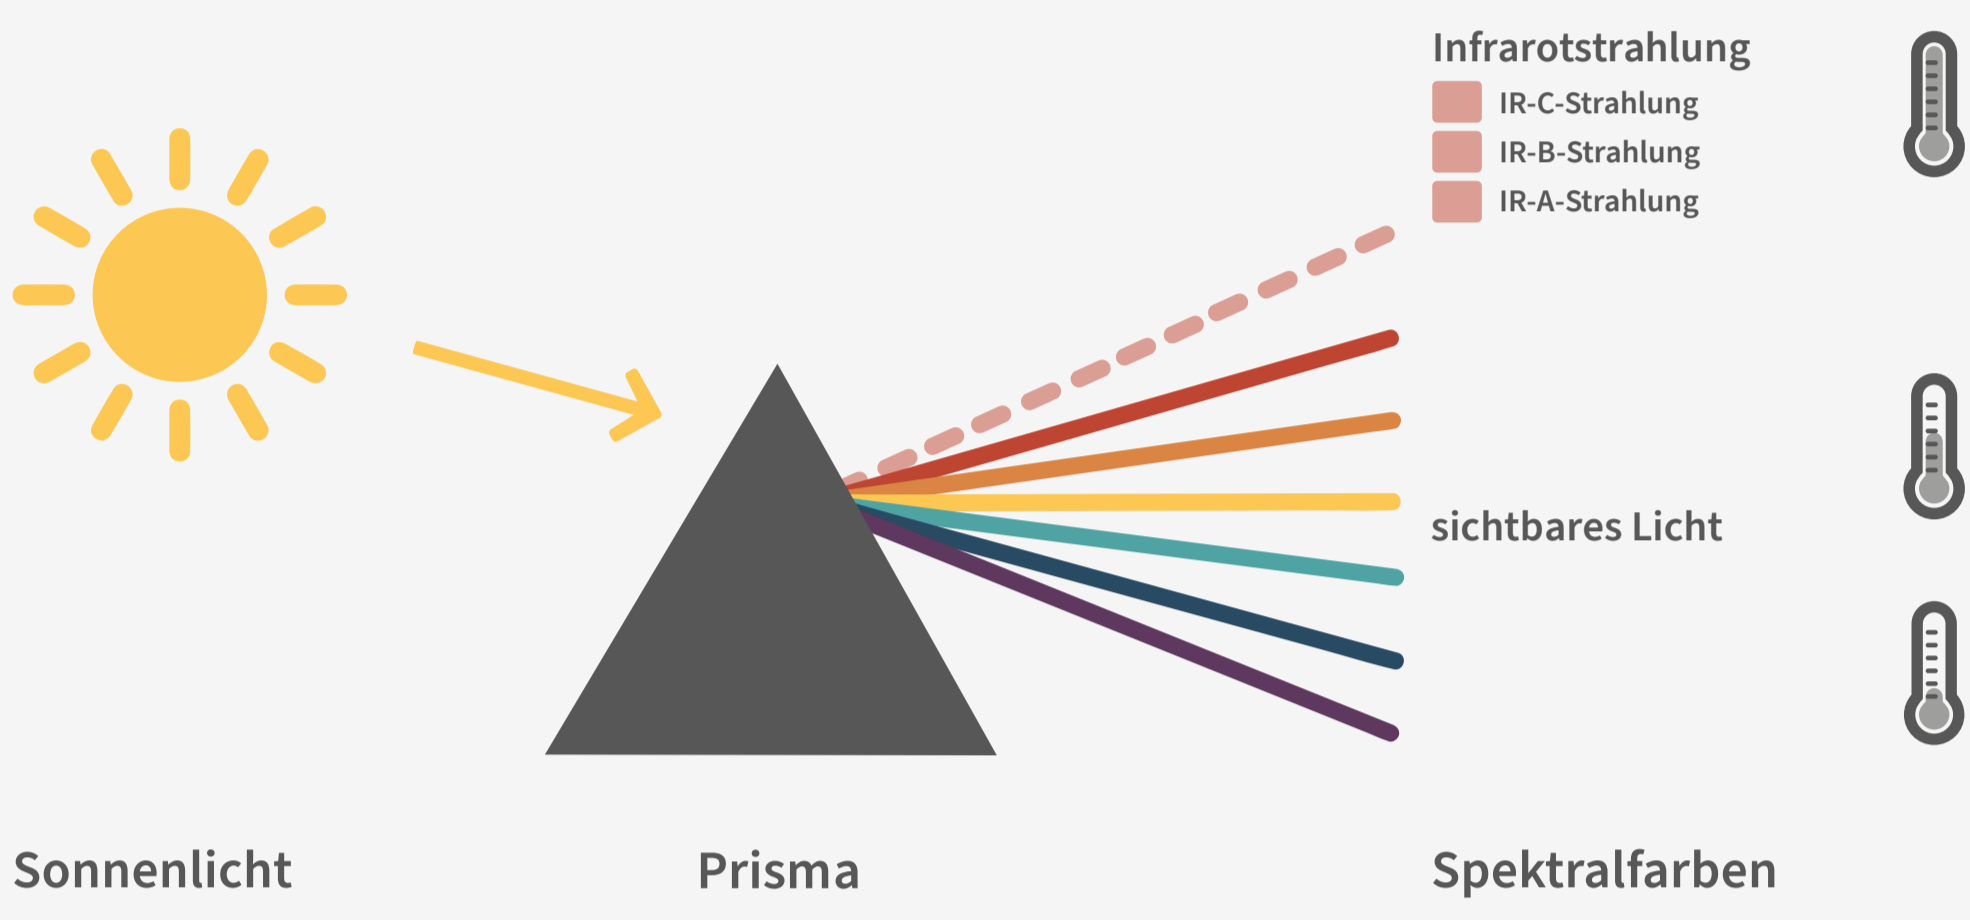 Infrarotstrahlung
IR-C-Strahlung
IR-B-Strahlung
IR-A-Strahlung
sichtbares Licht
Sonnenlicht
Prisma
Spektralfarben